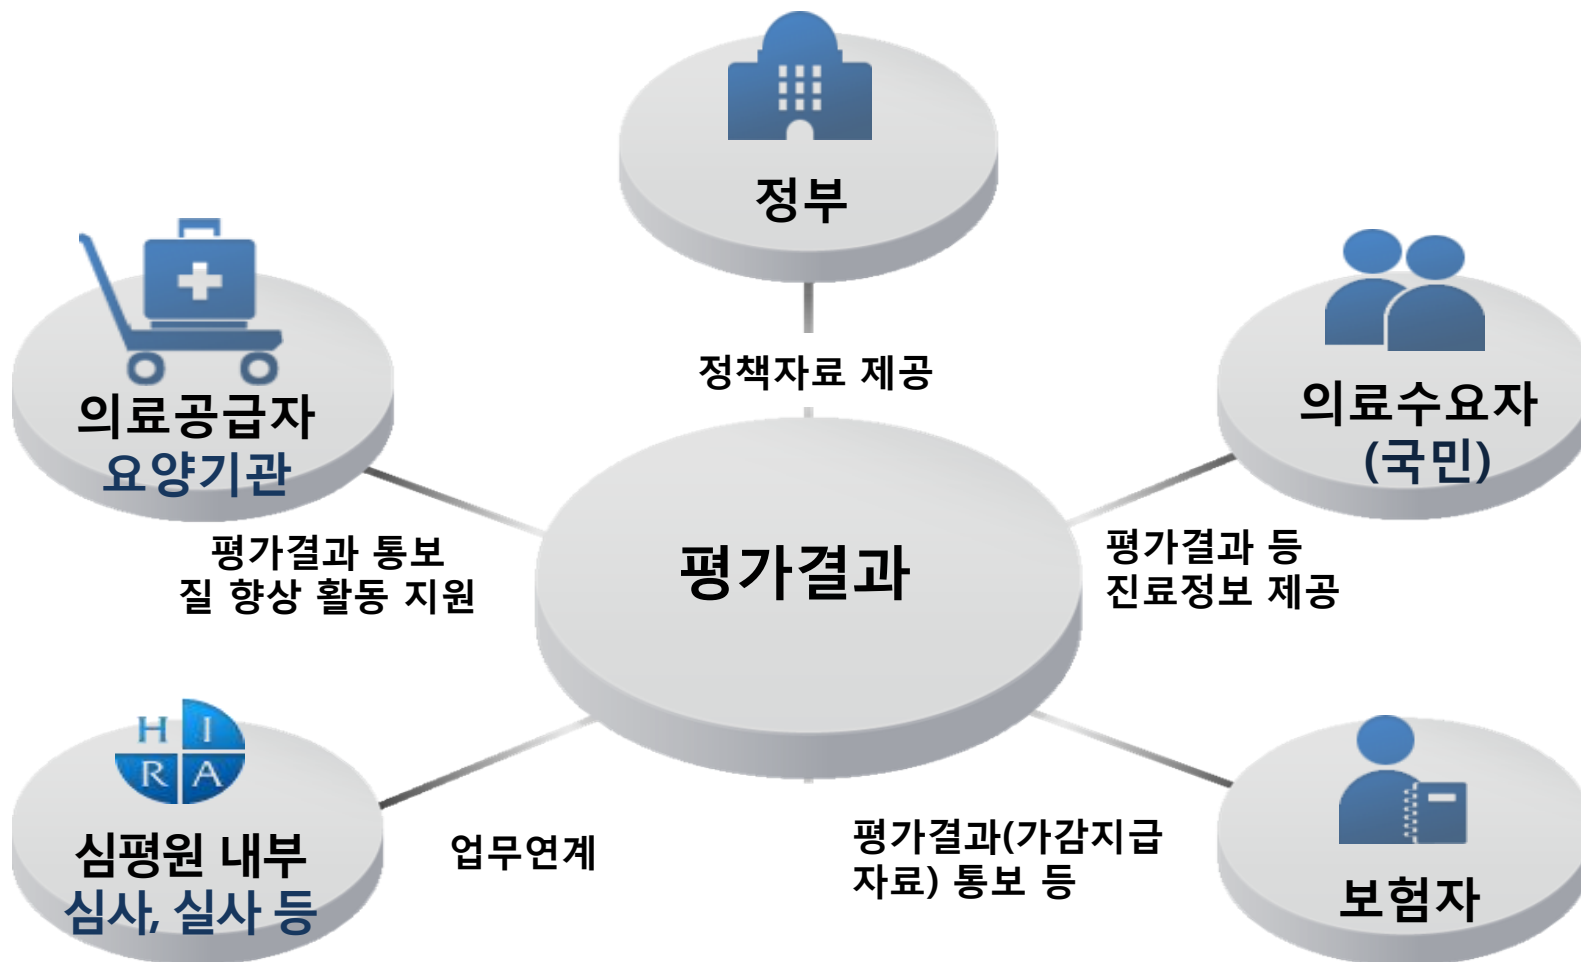 정부
정책자료 제공
의료공급자
요양기관
평가결과 통보
질 향상 활동 지원
의료수요자
(국민)
평가결과 등
진료정보 제공
평가결과
H I
R A
심평원 내부
심사, 실사 등
업무연계
평가결과(가감지급
자료) 통보 등
보험자